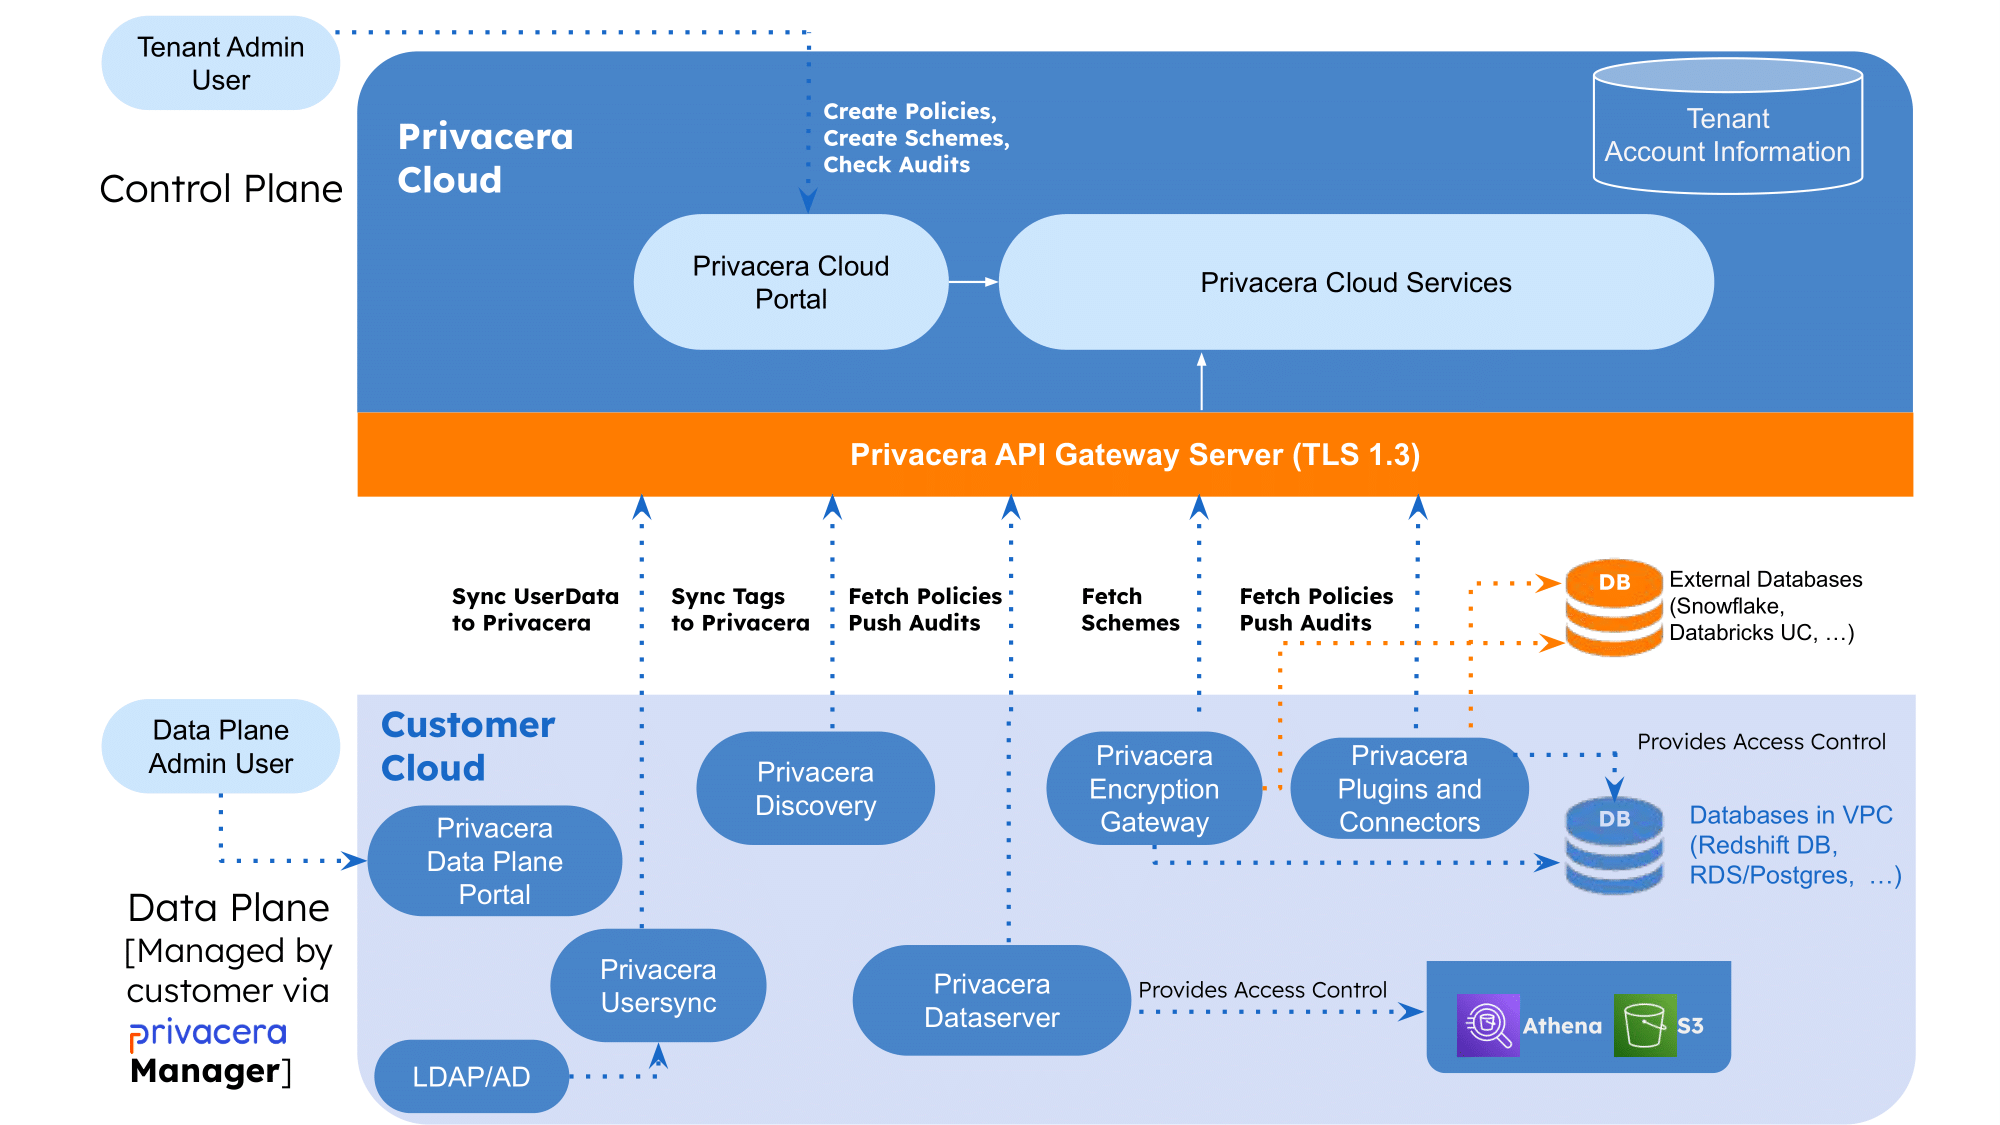 Tenant Admin
User
Control Plane
Privacera
Cloud
Create Policies,
Create Schemes,
Check Audits
Tenant
Account Information
Privacera Cloud
Portal
Privacera Cloud Services
Privacera API Gateway Server (TLS 1.3)
Sync UserData
to Privacera
Sync Tags
to Privacera
Fetch Policies
Push Audits
Fetch
Schemes
Fetch Policies
Push Audits
DB
External Databases
(Snowflake,
Databricks UC, …)
Data Plane
Admin User
Customer
Cloud
Privacera
Data Plane
Portal
Privacera
Discovery
Privacera
Encryption
Gateway
Privacera
Plugins and
Connectors
Provides Access Control
DB
Databases in VPC
(Redshift DB,
RDS/Postgres, …)
Data Plane
[Managed by
customer via
privacera
Manager]
Privacera
Usersync
LDAP/AD
Privacera
Dataserver
Provides Access Control
Athena
S3